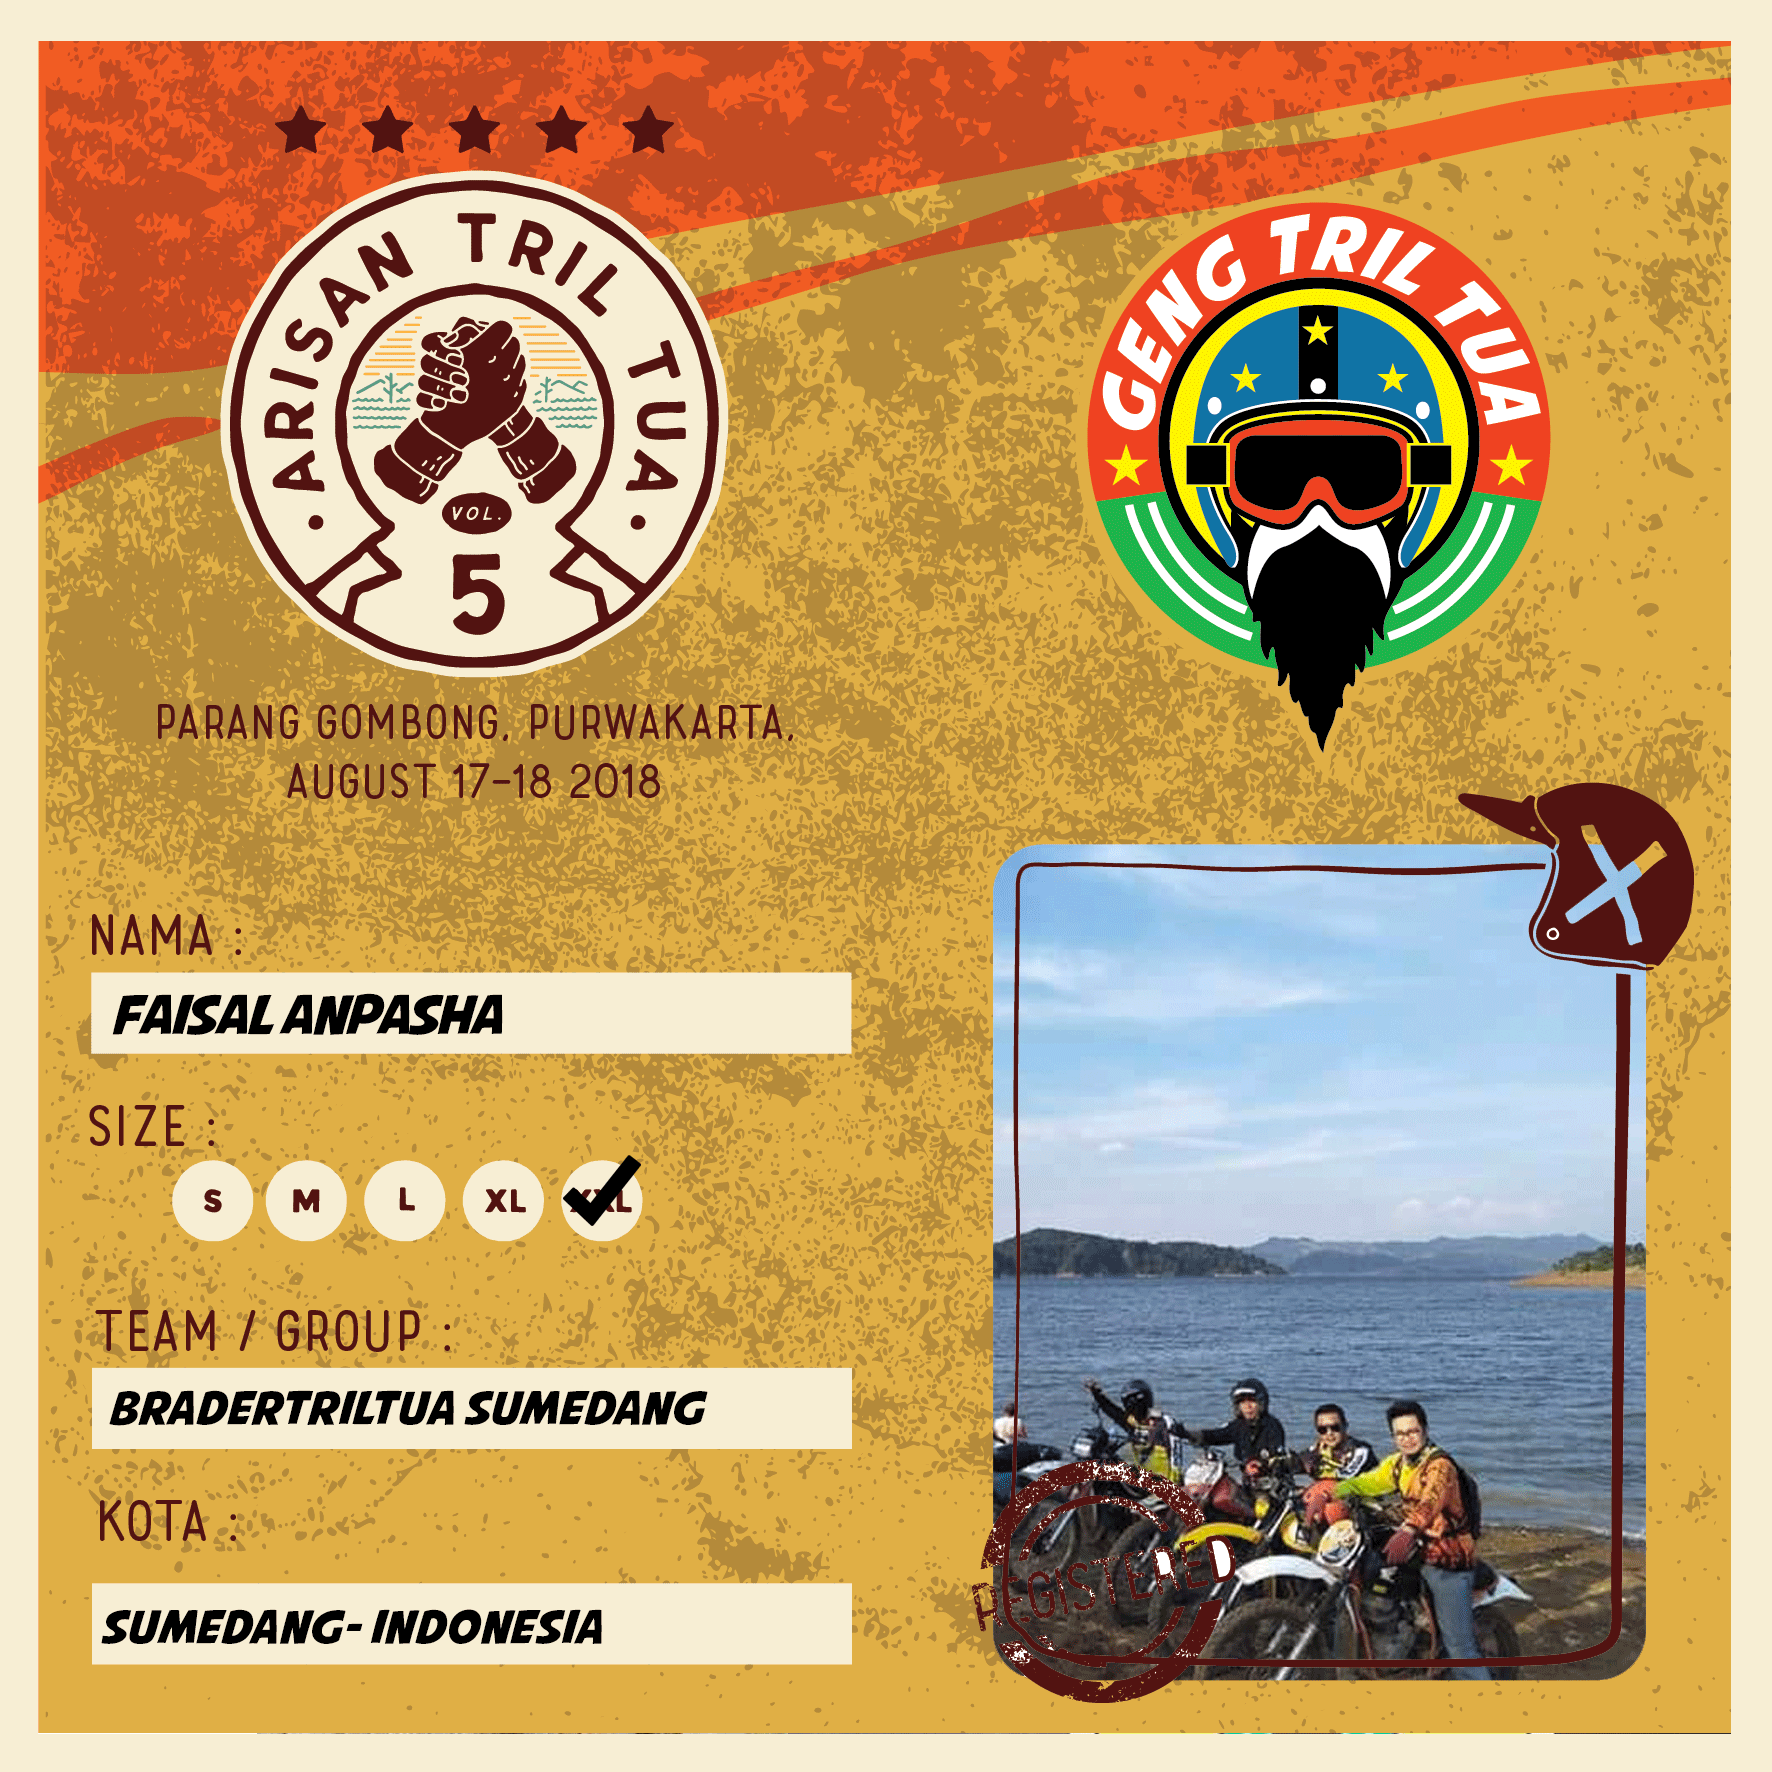 ARISAN TRIL TUA
VOL.
5
PARANG GOMBONG, PURWAKARTA,
AUGUST 17-18 2018
GENG TRIL TUA
NAMA :
FAISAL ANPASHA
SIZE :
S M L XL XXL
TEAM / GROUP :
BRADERTRILTUA SUMEDANG
KOTA :
SUMEDANG- INDONESIA
REGISTERED